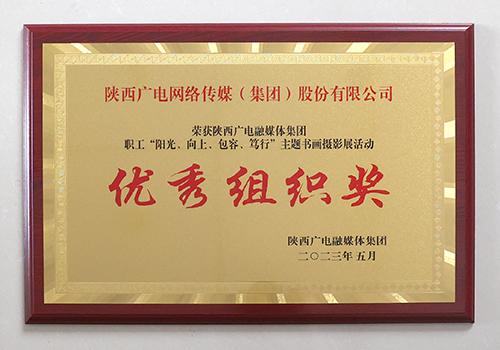 陕西广电网络传媒（集团）股份有限公司
荣获陕西广电融媒体集团
职工“阳光、向上、包容、笃行”主题书画摄影展活动
优秀组织奖
陕西广电融媒体集团
二〇二三年五月